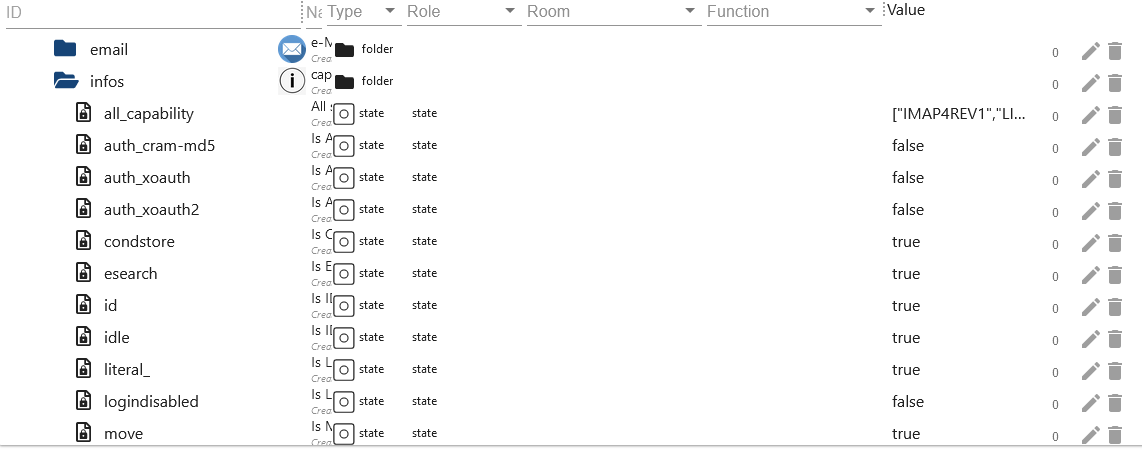 ID Na Type Role Room Function Value
email e-M folder 0
Crea
infos cap folder 0
Crea
all_capability All s state state ["IMAP4REV1","LI... 0
Crea
auth_cram-md5 Is A state state false 0
Crea
auth_xoauth Is A state state false 0
Crea
auth_xoauth2 Is A state state false 0
Crea
condstore Is C state state true 0
Crea
esearch Is E state state true 0
Crea
id Is ID state state true 0
Crea
idle Is ID state state true 0
Crea
literal_ Is L state state true 0
Crea
logindisabled Is L state state false 0
Crea
move Is M state state true 0
Crea